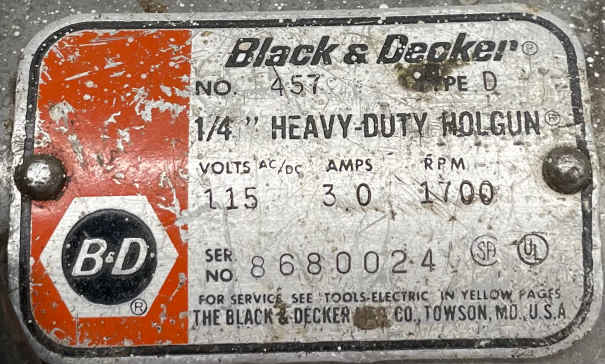 Black & Decker®
NO. 457 TYPE D
1/4 " HEAVY-DUTY HOLGUN®
VOLTS AC/DC AMPS RPM
115 3 0 1700
B&D ®
SER. NO. 8680024 SA UL
FOR SERVICE SEE "TOOLS-ELECTRIC" IN YELLOW PAGES
THE BLACK & DECKER MFG CO., TOWSON, MD., U.S.A.